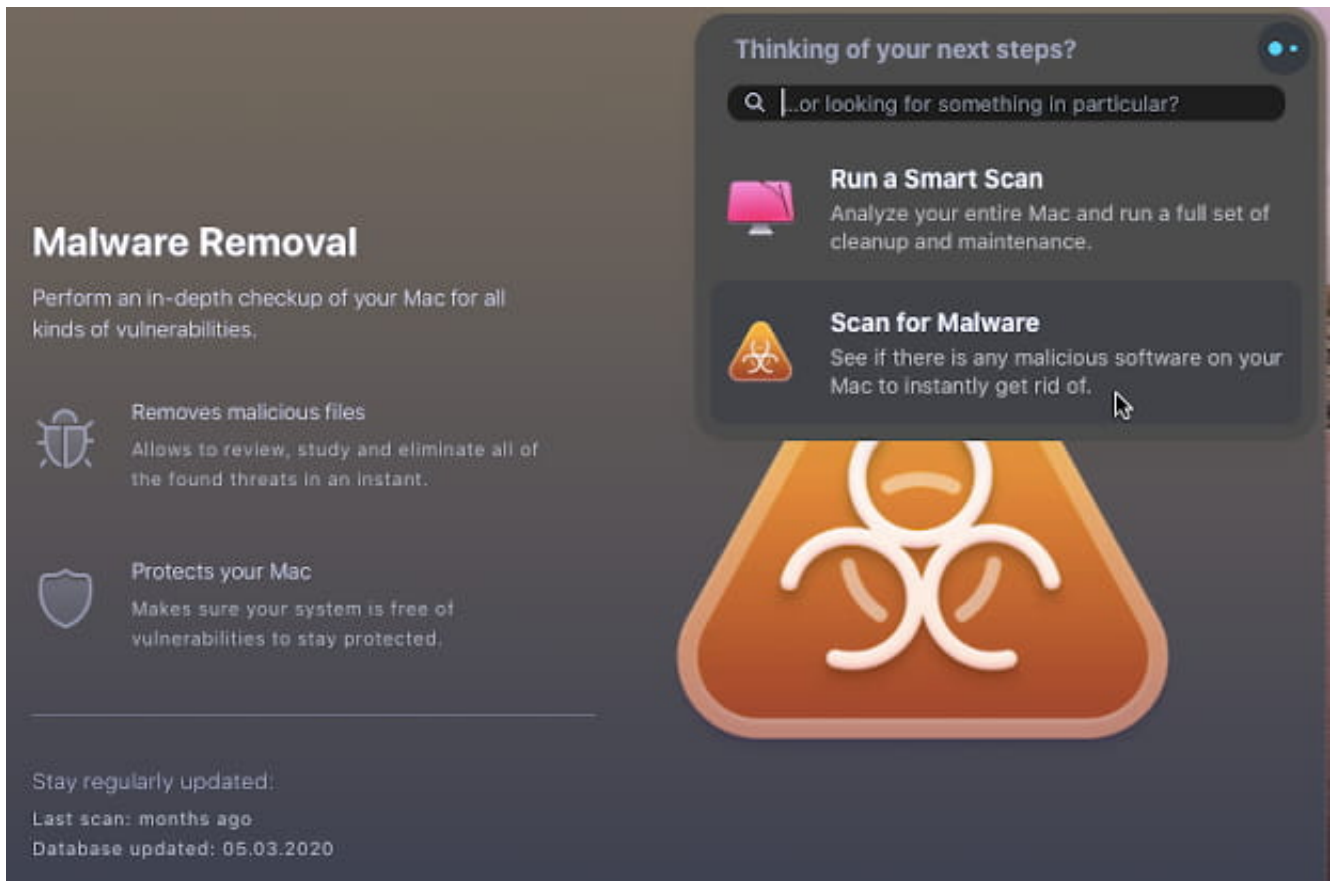 Thinking of your next steps?
...or looking for something in particular?
Run a Smart Scan
Analyze your entire Mac and run a full set of
cleanup and maintenance.
Scan for Malware
See if there is any malicious software on your
Mac to instantly get rid of.
Malware Removal
Perform an in-depth checkup of your Mac for all
kinds of vulnerabilities.
Removes malicious files
Allows to review, study and eliminate all of
the found threats in an instant.
Protects your Mac
Makes sure your system is free of
vulnerabilities to stay protected.
Stay regularly updated:
Last scan: months ago
Database updated: 05.03.2020